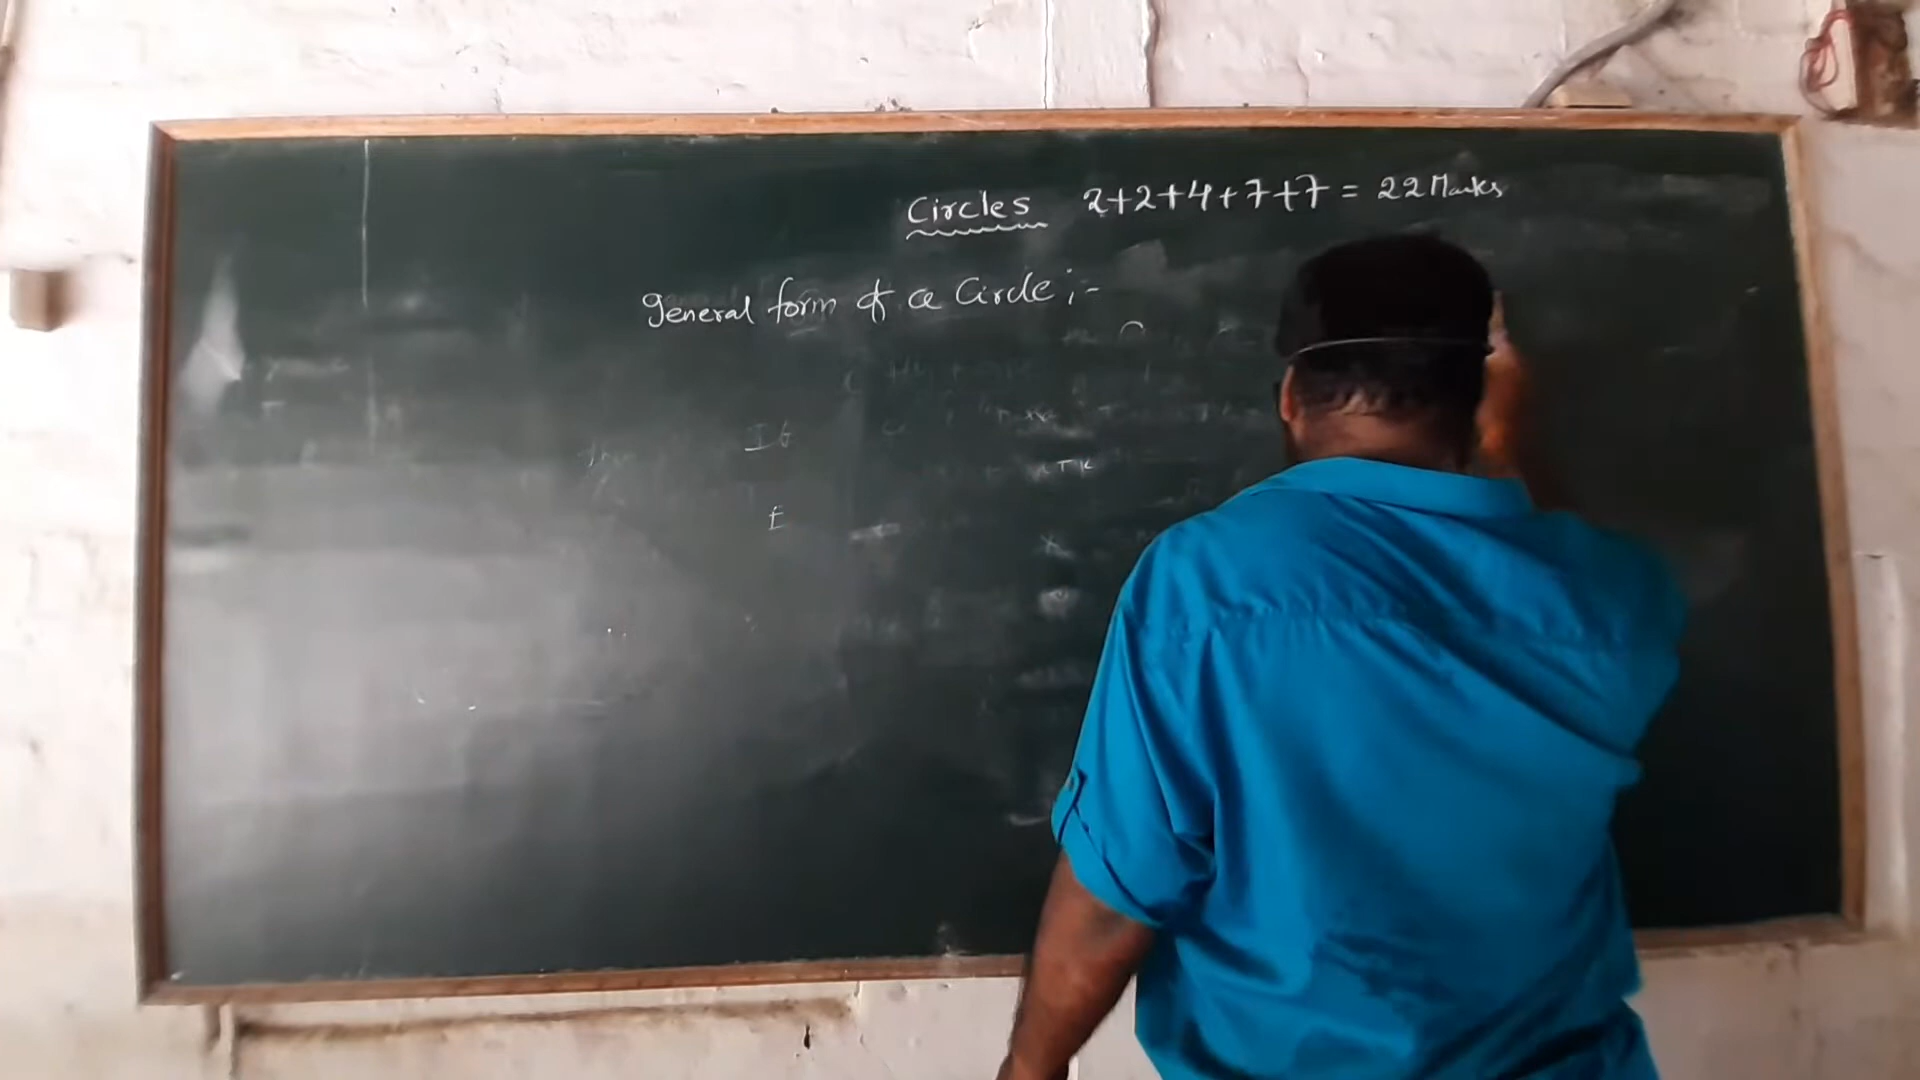 Circles 2+2+4+7+7 = 22 Marks
General form of a Circle;-